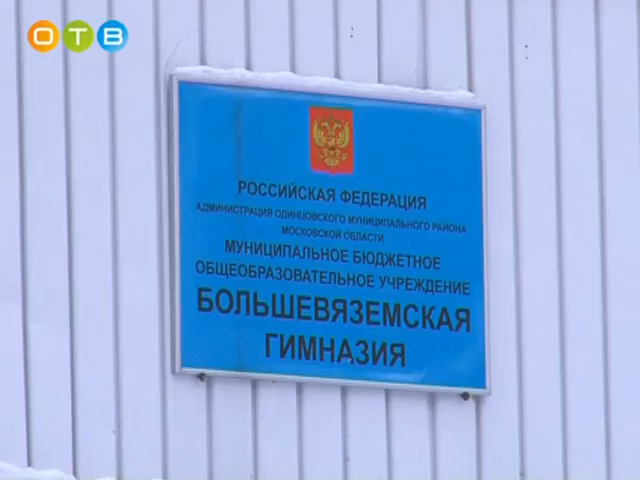 ОТВ
РОССИЙСКАЯ ФЕДЕРАЦИЯ
АДМИНИСТРАЦИЯ ОДИНЦОВСКОГО МУНИЦИПАЛЬНОГО РАЙОНА
МОСКОВСКОЙ ОБЛАСТИ
МУНИЦИПАЛЬНОЕ БЮДЖЕТНОЕ
ОБЩЕОБРАЗОВАТЕЛЬНОЕ УЧРЕЖДЕНИЕ
БОЛЬШЕВЯЗЕМСКАЯ
ГИМНАЗИЯ